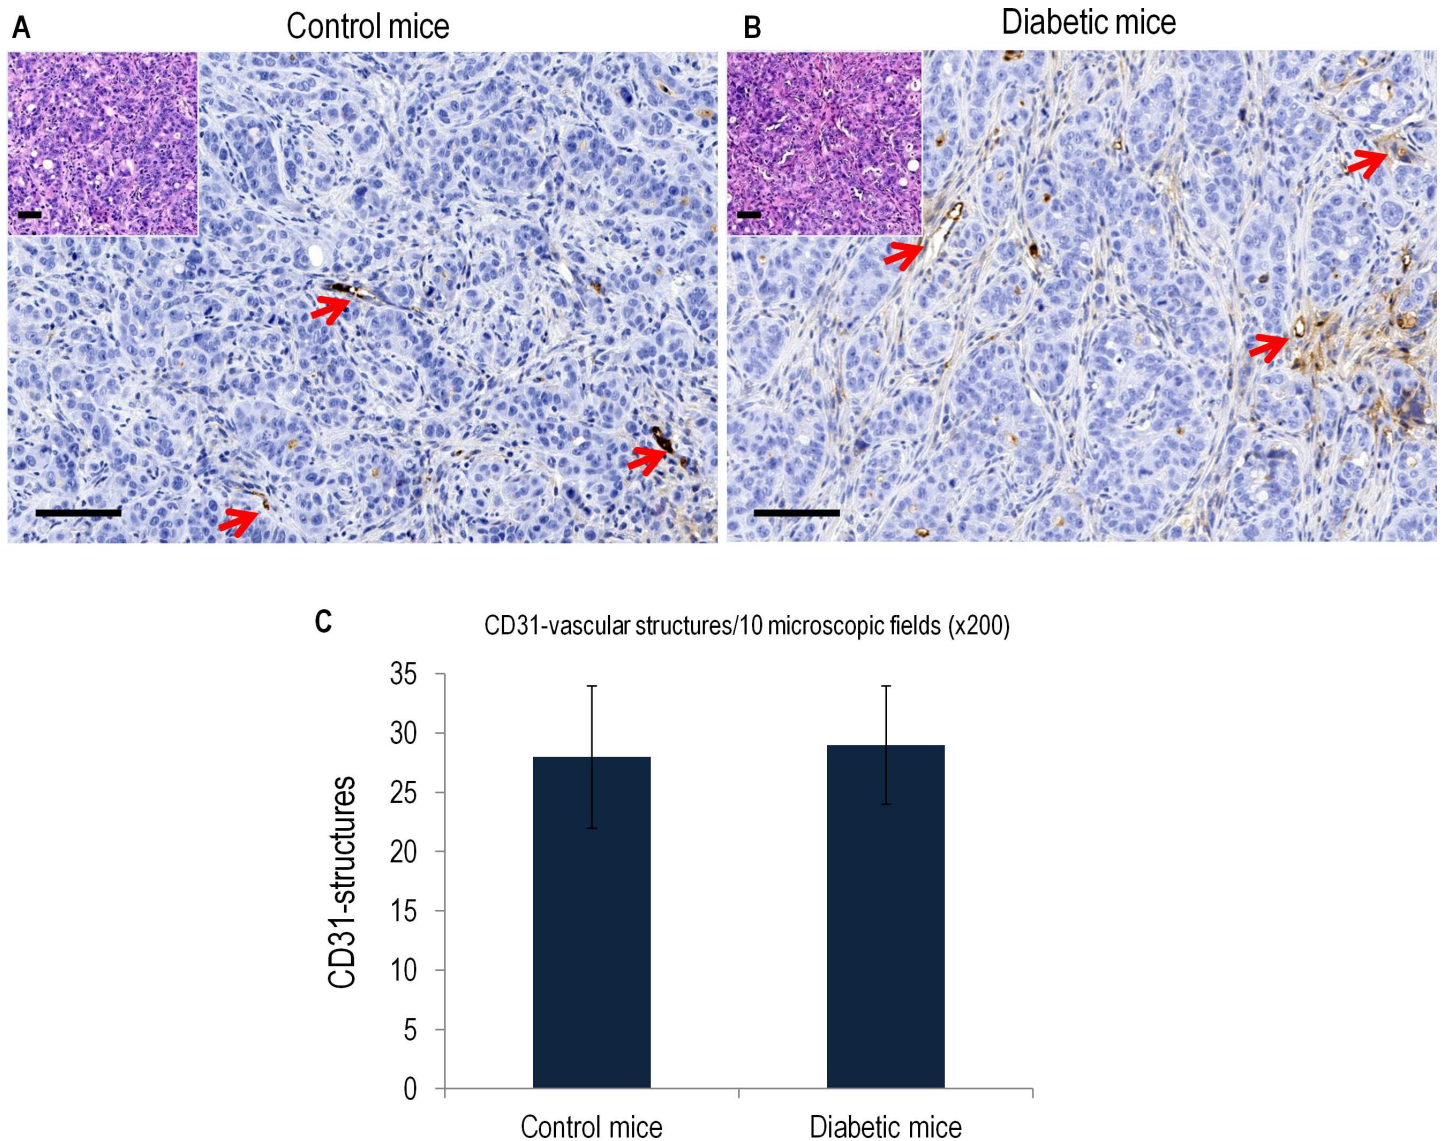 A
Control mice
B
Diabetic mice
C
CD31-vascular structures/10 microscopic fields (x200)
CD31-structures
35
30
25
20
15
10
5
0
Control mice
Diabetic mice